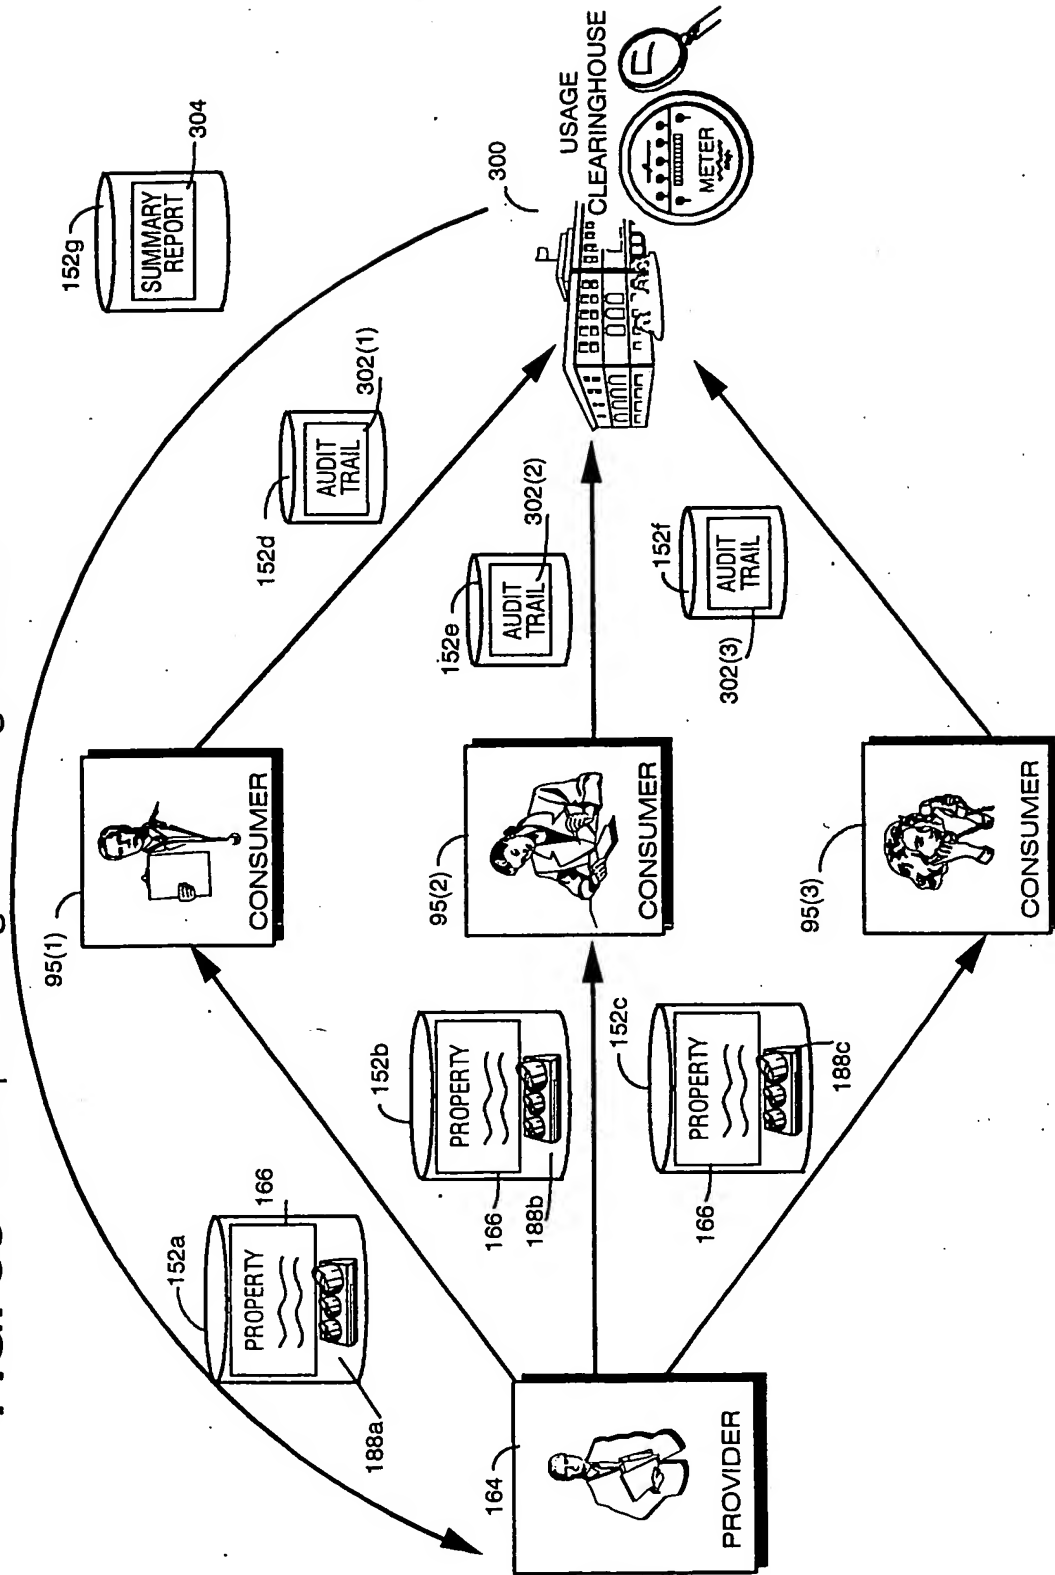 152g
SUMMARY
REPORT
304
300
USAGE
CLEARINGHOUSE
METER
152d
AUDIT
TRAIL
302(1)
152e
AUDIT
TRAIL
302(2)
152f
AUDIT
TRAIL
302(3)
95(1)
CONSUMER
95(2)
CONSUMER
95(3)
CONSUMER
152a
166
PROPERTY
188a
152b
PROPERTY
166
188b
152c
PROPERTY
166
188c
164
PROVIDER